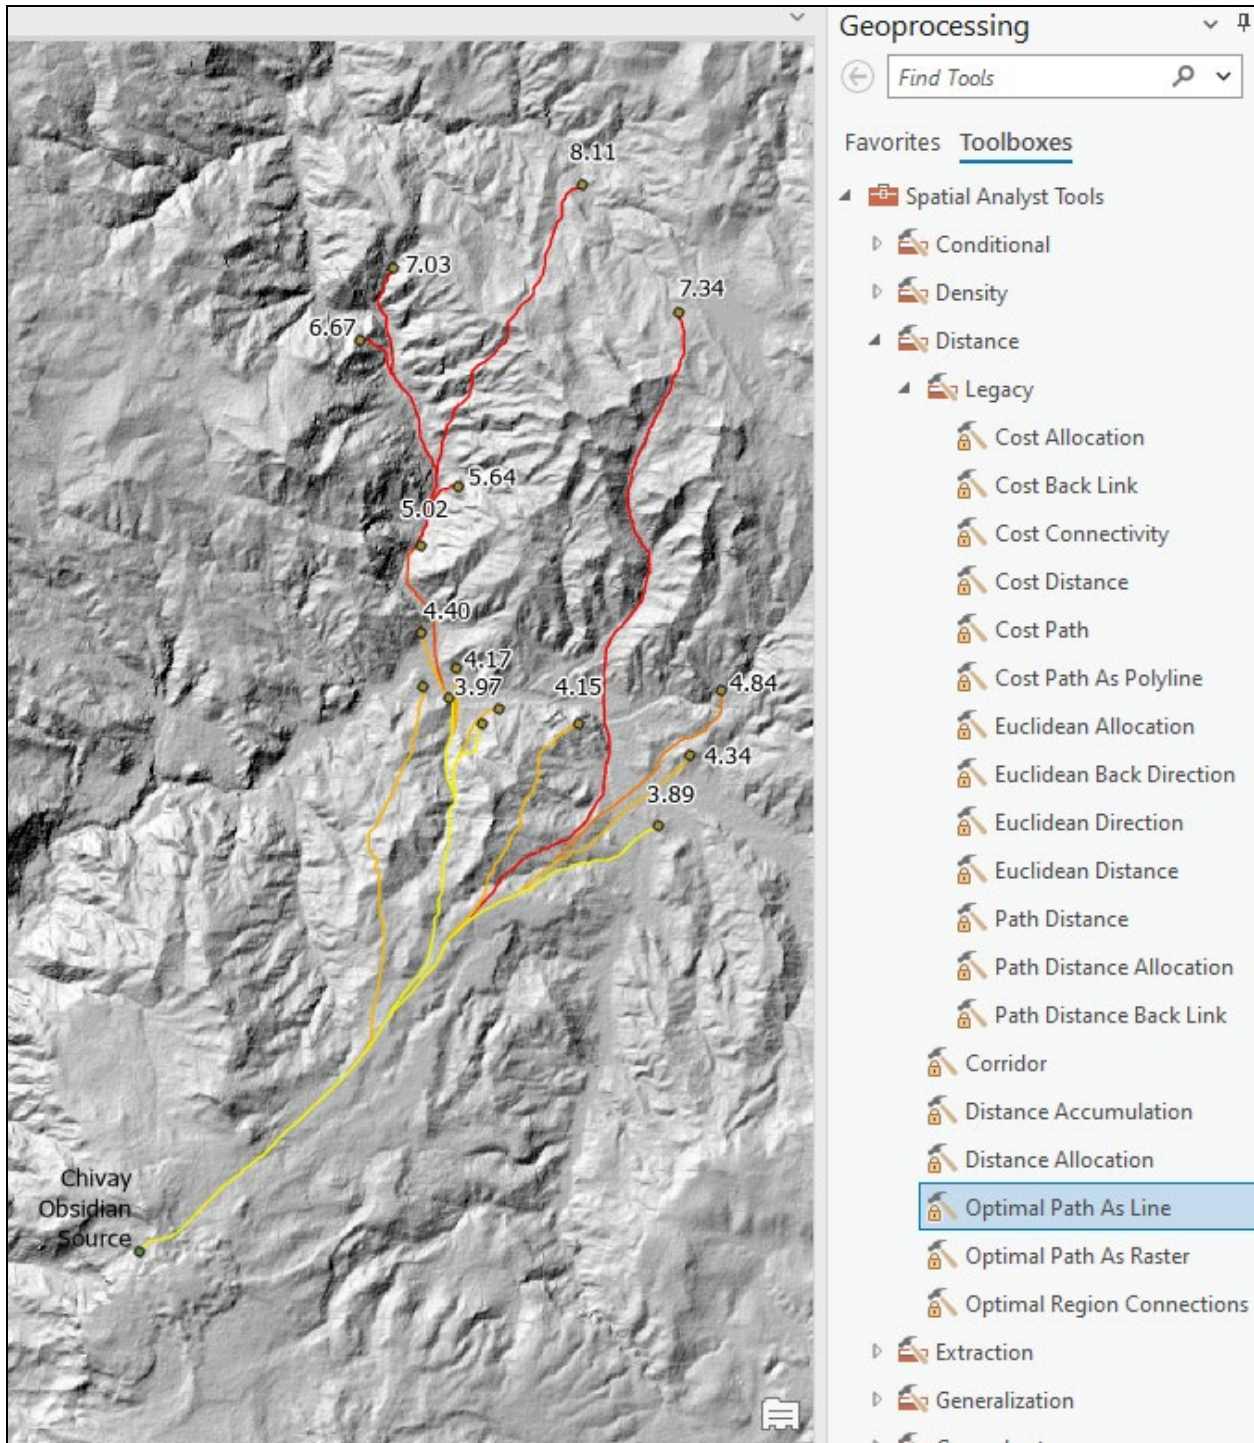 8.11
7.03
7.34
6.67
5.64
5.02
4.40
4.17
3.97
4.15
4.84
4.34
3.89
Chivay
Obsidian
Source
Geoprocessing
Find Tools
Favorites Toolboxes
Spatial Analyst Tools
Conditional
Density
Distance
Legacy
Cost Allocation
Cost Back Link
Cost Connectivity
Cost Distance
Cost Path
Cost Path As Polyline
Euclidean Allocation
Euclidean Back Direction
Euclidean Direction
Euclidean Distance
Path Distance
Path Distance Allocation
Path Distance Back Link
Corridor
Distance Accumulation
Distance Allocation
Optimal Path As Line
Optimal Path As Raster
Optimal Region Connections
Extraction
Generalization